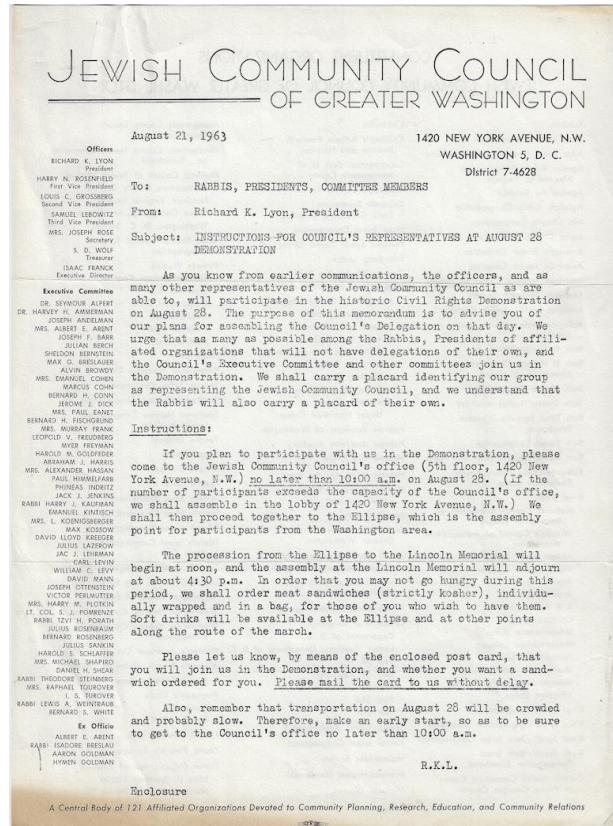 JEWISH COMMUNITY COUNCIL
OF GREATER WASHINGTON
August 21, 1963
1420 NEW YORK AVENUE, N.W.
WASHINGTON 5, D. C.
DIstrict 7-4628
Officers
RICHARD K. LYON
President
HARRY N. ROSENFIELD
First Vice President
LOUIS C. GROSSBERG
Second Vice President
SAMUEL LEBOWITZ
Third Vice President
MRS. JOSEPH ROSE
Secretary
S. D. WOLF
Treasurer
ISAAC FRANCK
Executive Director
Executive Committee
DR. SEYMOUR ALPERT
DR. HARVEY H. AMMERMAN
JOSEPH ANDELMAN
MRS. ALBERT E. ARENT
JOSEPH F. BARR
JULIAN BERCH
SHELDON BERNSTEIN
MAX G. BRESLAUER
ALVIN BROWDY
MRS. EMANUEL COHEN
MARCUS COHN
BERNARD H. CONN
JEROME J. DICK
MRS. PAUL EANET
BERNARD H. FISCHGRUND
MRS. MURRAY FRANK
LEOPOLD V. FREUDBERG
MYER FREYMAN
HAROLD M. GOLDFEDER
ABRAHAM J. HARRIS
MRS. ALEXANDER HASSAN
PAUL HIMMELFARB
PHINEAS INDRITZ
JACK J. JENKINS
RABBI HARRY J. KAUFMAN
EMANUEL KINTISCH
MRS. L. KOENIGSBERGER
MAX KOSSOW
DAVID LLOYD KREEGER
JULIUS LAZEROW
JAC J. LEHRMAN
CARL LEVIN
WILLIAM C. LEVY
DAVID MANN
JOSEPH OTTENSTEIN
VICTOR PERLMUTTER
MRS. HARRY M. PLOTKIN
LT. COL. S. J. POMRENZE
RABBI TZVI H. PORATH
JULIUS ROSENBAUM
BERNARD ROSENBERG
JULIUS SANKIN
HAROLD S. SCHLAFFER
MRS. MICHAEL SHAPIRO
DANIEL H. SHEAR
RABBI THEODORE STEINBERG
MRS. RAPHAEL TOUROVER
I. S. TUROVER
RABBI LEWIS A. WEINTRAUB
BERNARD S. WHITE
Ex Officio
ALBERT E. ARENT
RABBI ISADORE BRESLAU
AARON GOLDMAN
HYMEN GOLDMAN
To: RABBIS, PRESIDENTS, COMMITTEE MEMBERS
From: Richard K. Lyon, President
Subject: INSTRUCTIONS FOR COUNCIL'S REPRESENTATIVES AT AUGUST 28
DEMONSTRATION
As you know from earlier communications, the officers, and as
many other representatives of the Jewish Community Council as are
able to, will participate in the historic Civil Rights Demonstration
on August 28. The purpose of this memorandum is to advise you of
our plans for assembling the Council's Delegation on that day. We
urge that as many as possible among the Rabbis, Presidents of affili-
ated organizations that will not have delegations of their own, and
the Council's Executive Committee and other committees join us in
the Demonstration. We shall carry a placard identifying our group
as representing the Jewish Community Council, and we understand that
the Rabbis will also carry a placard of their own.
Instructions:
If you plan to participate with us in the Demonstration, please
come to the Jewish Community Council's office (5th floor, 1420 New
York Avenue, N.W.) no later than 10:00 a.m. on August 28. (If the
number of participants exceeds the capacity of the Council's office,
we shall assemble in the lobby of 1420 New York Avenue, N.W.) We
shall then proceed together to the Ellipse, which is the assembly
point for participants from the Washington area.
The procession from the Ellipse to the Lincoln Memorial will
begin at noon, and the assembly at the Lincoln Memorial will adjourn
at about 4:30 p.m. In order that you may not go hungry during this
period, we shall order meat sandwiches (strictly kosher), individu-
ally wrapped and in a bag, for those of you who wish to have them.
Soft drinks will be available at the Ellipse and at other points
along the route of the march.
Please let us know, by means of the enclosed post card, that
you will join us in the Demonstration, and whether you want a sand-
wich ordered for you. Please mail the card to us without delay.
Also, remember that transportation on August 28 will be crowded
and probably slow. Therefore, make an early start, so as to be sure
to get to the Council's office no later than 10:00 a.m.
R.K.L.
Enclosure
A Central Body of 121 Affiliated Organizations Devoted to Community Planning, Research, Education, and Community Relations